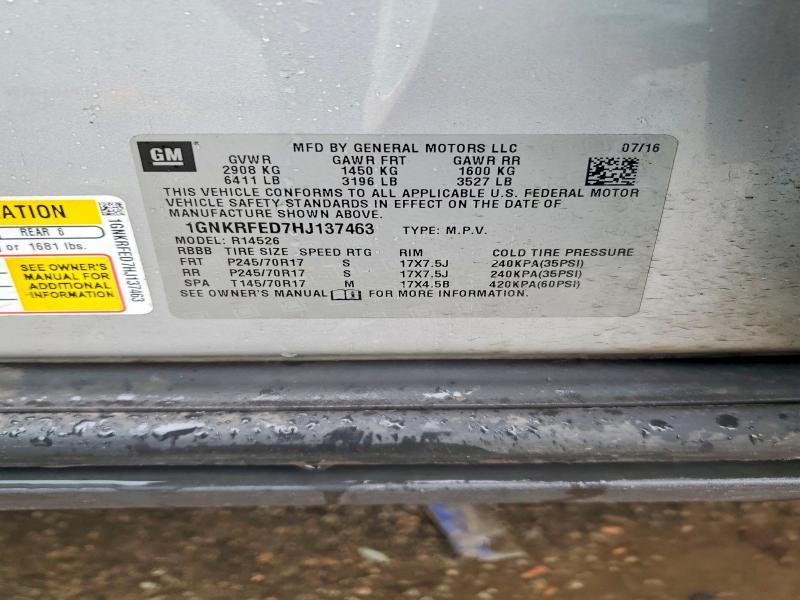 GM
MFD BY GENERAL MOTORS LLC 07/16
GVWR GAWR FRT GAWR RR
2908 KG 1450 KG 1600 KG
6411 LB 3196 LB 3527 LB
THIS VEHICLE CONFORMS TO ALL APPLICABLE U.S. FEDERAL MOTOR
VEHICLE SAFETY STANDARDS IN EFFECT ON THE DATE OF
MANUFACTURE SHOWN ABOVE.
1GNKRFED7HJ137463 TYPE: M.P.V.
MODEL: R14526
RBBB TIRE SIZE SPEED RTG RIM COLD TIRE PRESSURE
FRT P245/70R17 S 17X7.5J 240KPA(35PSI)
RR P245/70R17 S 17X7.5J 240KPA(35PSI)
SPA T145/70R17 M 17X4.5B 420KPA(60PSI)
SEE OWNER'S MANUAL FOR MORE INFORMATION.
ATION
REAR 6
or 1681 lbs.
SEE OWNER'S
MANUAL FOR
ADDITIONAL
INFORMATION
1GNKRFED7HJ137463